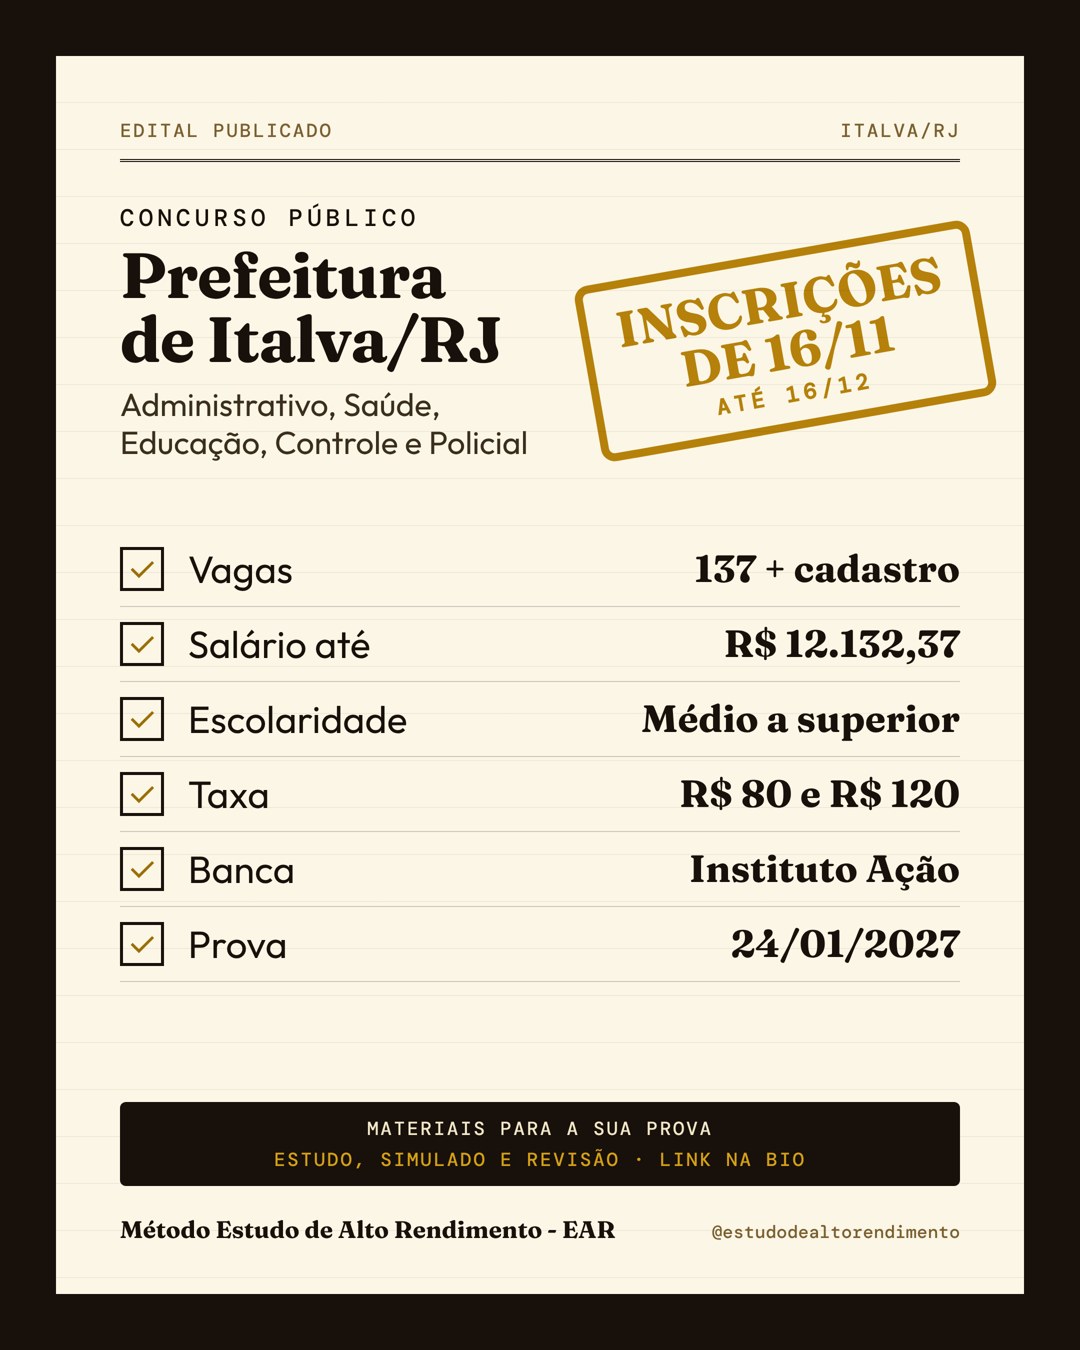 EDITAL PUBLICADO
ITALVA/RJ
CONCURSO PÚBLICO
Prefeitura
de Italva/RJ
Administrativo, Saúde,
Educação, Controle e Policial
INSCRIÇÕES
DE 16/11
ATÉ 16/12
Vagas 137 + cadastro
Salário até R$ 12.132,37
Escolaridade Médio a superior
Taxa R$ 80 e R$ 120
Banca Instituto Ação
Prova 24/01/2027
MATERIAIS PARA A SUA PROVA
ESTUDO, SIMULADO E REVISÃO · LINK NA BIO
Método Estudo de Alto Rendimento - EAR
@estudodealtorendimento